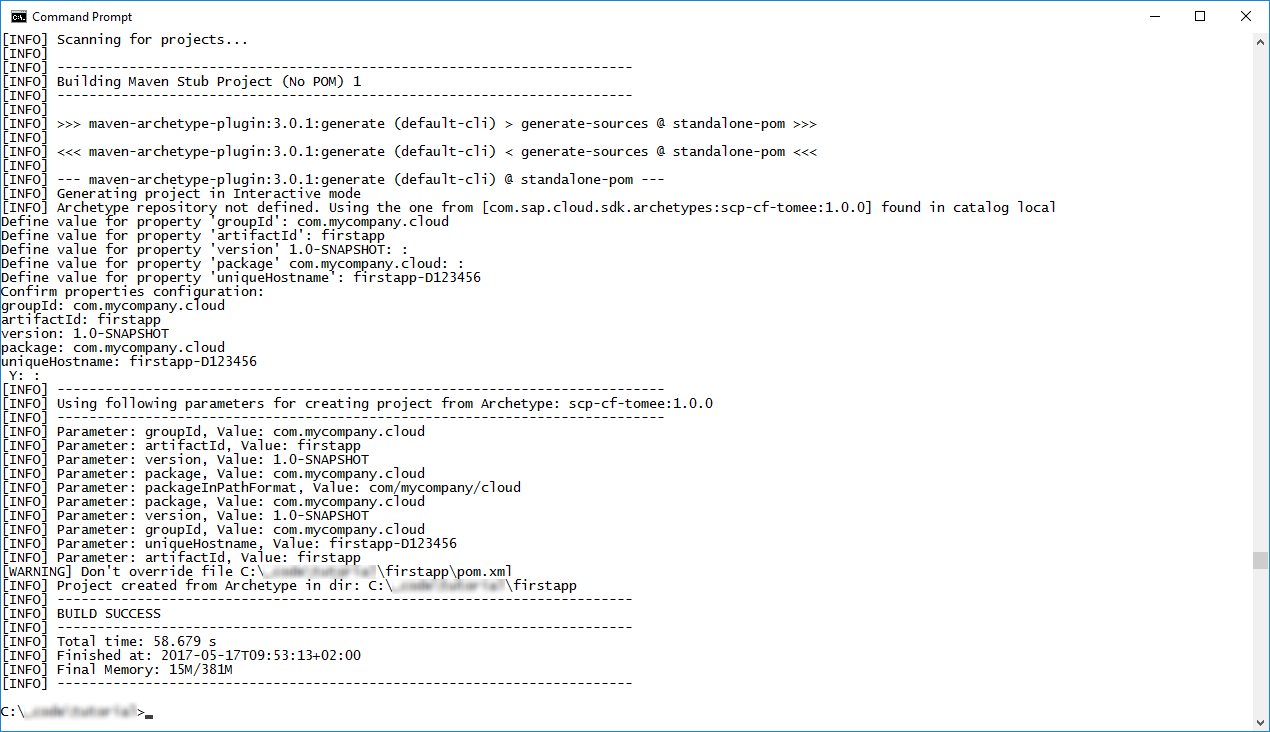 Command Prompt
[INFO] Scanning for projects...
[INFO]
[INFO] ------------------------------------------------------------------------
[INFO] Building Maven Stub Project (No POM) 1
[INFO] ------------------------------------------------------------------------
[INFO]
[INFO] >>> maven-archetype-plugin:3.0.1:generate (default-cli) > generate-sources @ standalone-pom >>>
[INFO]
[INFO] <<< maven-archetype-plugin:3.0.1:generate (default-cli) < generate-sources @ standalone-pom <<<
[INFO]
[INFO] --- maven-archetype-plugin:3.0.1:generate (default-cli) @ standalone-pom ---
[INFO] Generating project in Interactive mode
[INFO] Archetype repository not defined. Using the one from [com.sap.cloud.sdk.archetypes:scp-cf-tomee:1.0.0] found in catalog local
Define value for property 'groupId': com.mycompany.cloud
Define value for property 'artifactId': firstapp
Define value for property 'version' 1.0-SNAPSHOT: :
Define value for property 'package' com.mycompany.cloud: :
Define value for property 'uniqueHostname': firstapp-D123456
Confirm properties configuration:
groupId: com.mycompany.cloud
artifactId: firstapp
version: 1.0-SNAPSHOT
package: com.mycompany.cloud
uniqueHostname: firstapp-D123456
 Y: :
[INFO] ----------------------------------------------------------------------------
[INFO] Using following parameters for creating project from Archetype: scp-cf-tomee:1.0.0
[INFO] ----------------------------------------------------------------------------
[INFO] Parameter: groupId, Value: com.mycompany.cloud
[INFO] Parameter: artifactId, Value: firstapp
[INFO] Parameter: version, Value: 1.0-SNAPSHOT
[INFO] Parameter: package, Value: com.mycompany.cloud
[INFO] Parameter: packageInPathFormat, Value: com/mycompany/cloud
[INFO] Parameter: package, Value: com.mycompany.cloud
[INFO] Parameter: version, Value: 1.0-SNAPSHOT
[INFO] Parameter: groupId, Value: com.mycompany.cloud
[INFO] Parameter: uniqueHostname, Value: firstapp-D123456
[INFO] Parameter: artifactId, Value: firstapp
[WARNING] Don't override file C:\ \firstapp\pom.xml
[INFO] Project created from Archetype in dir: C:\ \firstapp
[INFO] ------------------------------------------------------------------------
[INFO] BUILD SUCCESS
[INFO] ------------------------------------------------------------------------
[INFO] Total time: 58.679 s
[INFO] Finished at: 2017-05-17T09:53:13+02:00
[INFO] Final Memory: 15M/381M
[INFO] ------------------------------------------------------------------------
C:\ >_